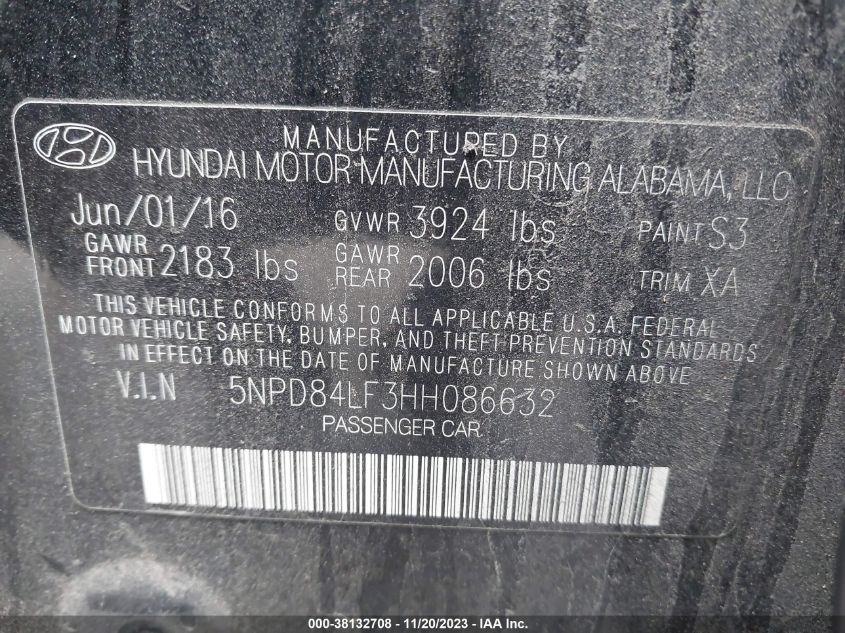 MANUFACTURED BY
HYUNDAI MOTOR MANUFACTURING ALABAMA, LLC
Jun/01/16 GVWR 3924 lbs PAINT S3
GAWR FRONT 2183 lbs GAWR REAR 2006 lbs TRIM XA
THIS VEHICLE CONFORMS TO ALL APPLICABLE U.S.A. FEDERAL
MOTOR VEHICLE SAFETY, BUMPER, AND THEFT PREVENTION STANDARDS
IN EFFECT ON THE DATE OF MANUFACTURE SHOWN ABOVE
V.I.N 5NPD84LF3HH086632
PASSENGER CAR
000-38132708 - 11/20/2023 - IAA Inc.